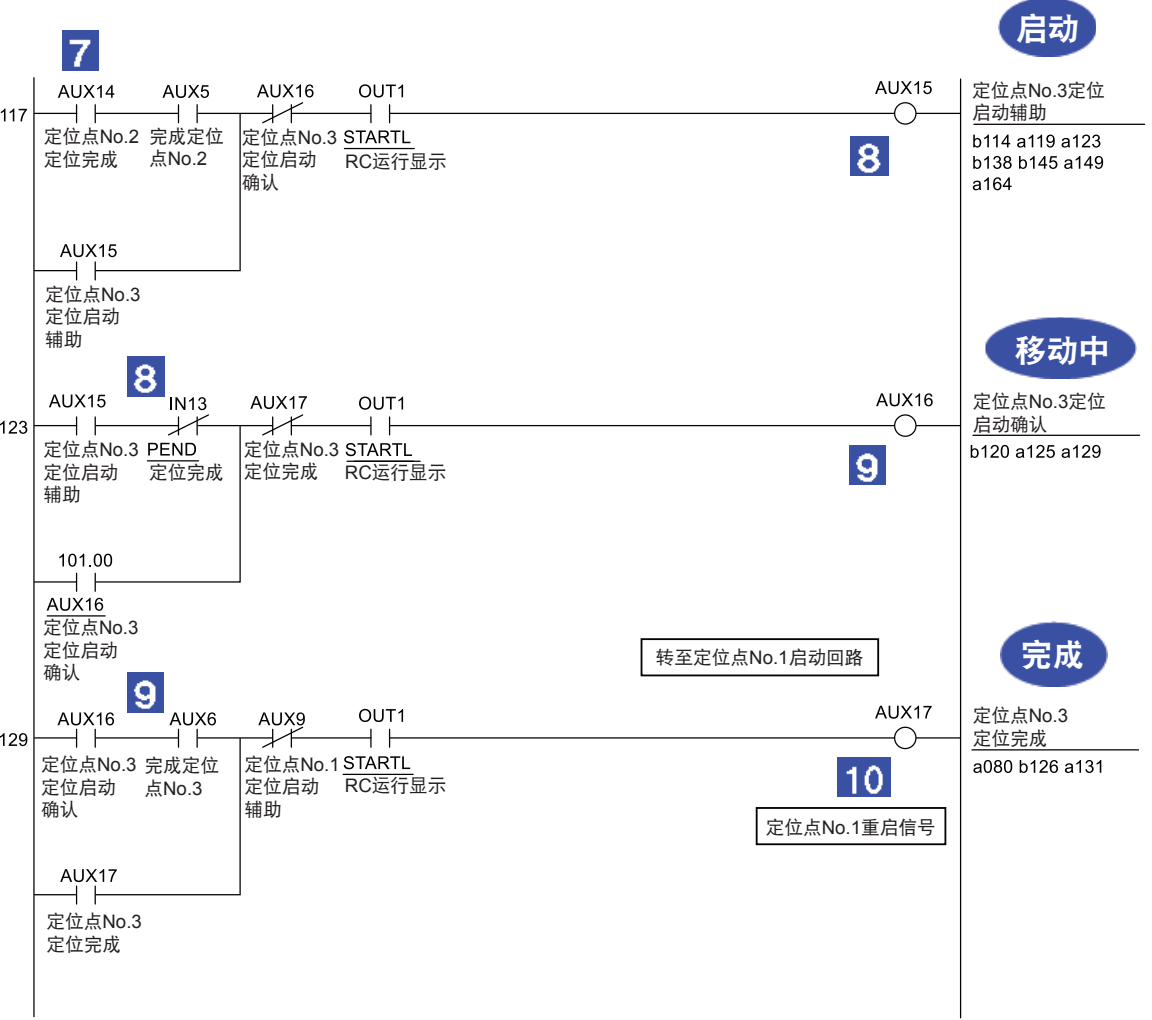 启动
7
AUX14 AUX5 AUX16 OUT1 AUX15
117
定位点No.2 完成定位 定位点No.3 STARTL
定位完成 点No.2 定位启动 RC运行显示
确认
8
定位点No.3定位
启动辅助
b114 a119 a123
b138 b145 a149
a164
AUX15
定位点No.3
定位启动
辅助
移动中
8
AUX15 IN13 AUX17 OUT1 AUX16
123
定位点No.3 PEND 定位点No.3 STARTL
定位启动 定位完成 定位完成 RC运行显示
辅助
9
定位点No.3定位
启动确认
b120 a125 a129
101.00
AUX16
定位点No.3
定位启动
确认
转至定位点No.1启动回路
完成
9
AUX16 AUX6 AUX9 OUT1 AUX17
129
定位点No.3 完成定位 定位点No.1 STARTL
定位启动 点No.3 定位启动 RC运行显示
确认 辅助
10
定位点No.3
定位完成
a080 b126 a131
定位点No.1重启信号
AUX17
定位点No.3
定位完成